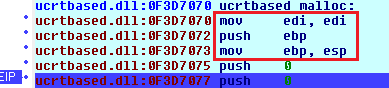 ucrtbased.dll:0F3D7070 ucrtbased_malloc:
ucrtbased.dll:0F3D7070 mov edi, edi
ucrtbased.dll:0F3D7072 push ebp
ucrtbased.dll:0F3D7073 mov ebp, esp
ucrtbased.dll:0F3D7075 push 0
EIP ucrtbased.dll:0F3D7077 push 0